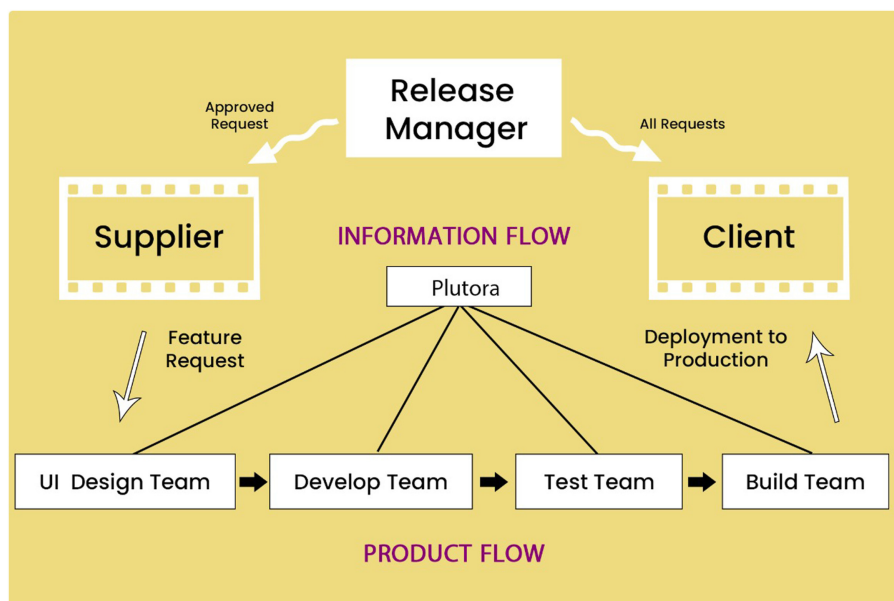 Release
Manager
Approved
Request
All Requests
Supplier
INFORMATION FLOW
Client
Plutora
Feature
Request
Deployment to
Production
UI Design Team
Develop Team
Test Team
Build Team
PRODUCT FLOW